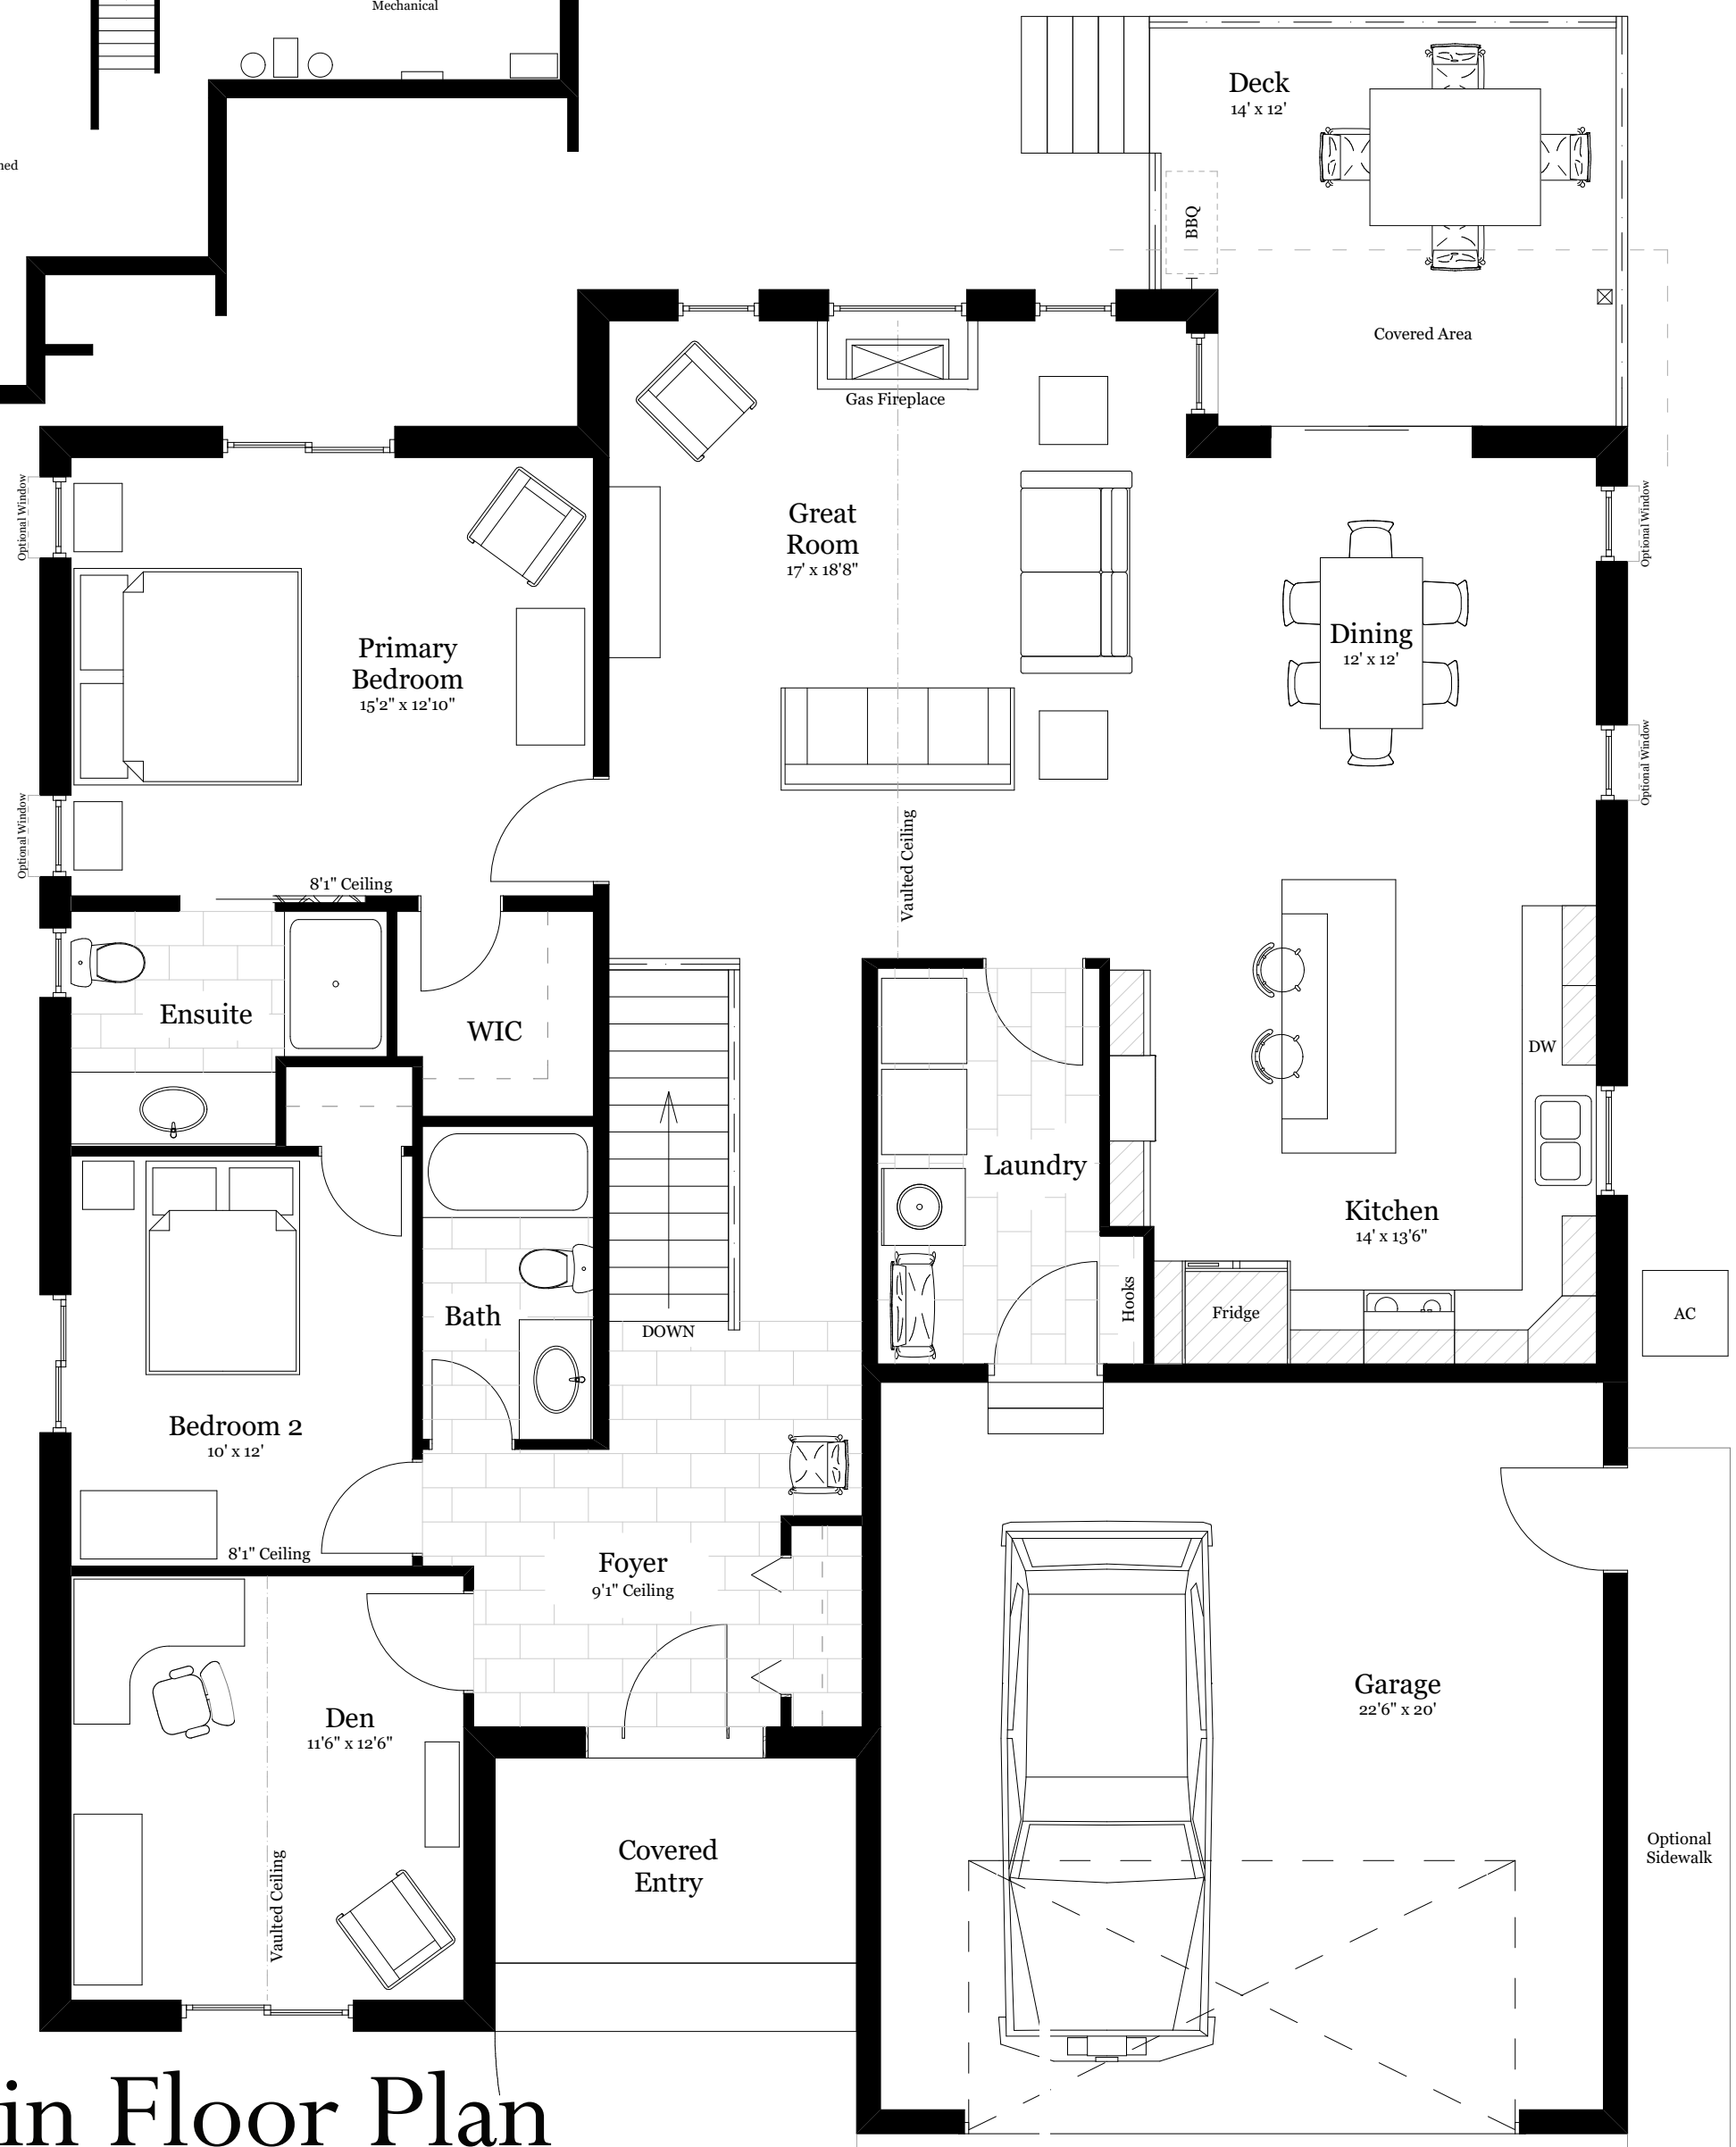 Mechanical
Deck
14' x 12'
BBQ
Covered Area
Gas Fireplace
Optional Window
Optional Window
Great
Room
17' x 18'8"
Primary
Bedroom
15'2" x 12'10"
Dining
12' x 12'
Optional Window
Optional Window
Vaulted Ceiling
8'1" Ceiling
Ensuite
WIC
DW
Laundry
Kitchen
14' x 13'6"
Hooks
Fridge
AC
Bath
DOWN
Bedroom 2
10' x 12'
8'1" Ceiling
Foyer
9'1" Ceiling
Den
11'6" x 12'6"
Garage
22'6" x 20'
Vaulted Ceiling
Covered
Entry
Optional
Sidewalk
in Floor Plan